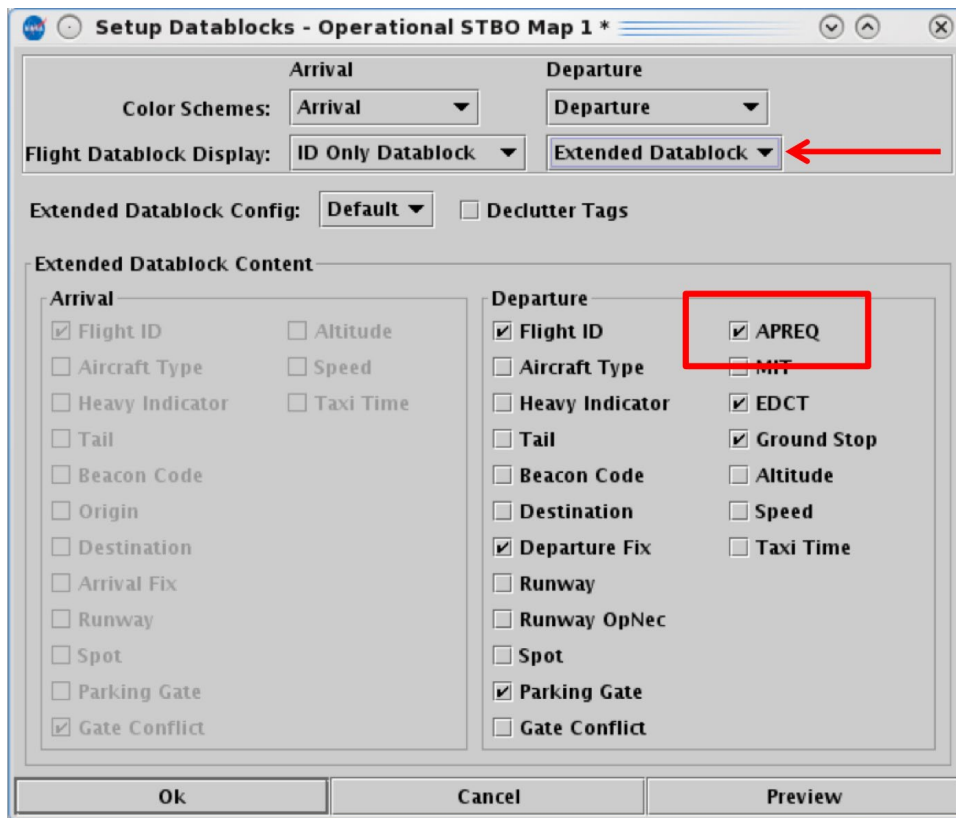 Setup Datablocks - Operational STBO Map 1 *
Arrival Departure
Color Schemes: Arrival Departure
Flight Datablock Display: ID Only Datablock Extended Datablock
Extended Datablock Config: Default Declutter Tags
Extended Datablock Content
Arrival Departure
Flight ID Altitude Flight ID APREQ
Aircraft Type Speed Aircraft Type MIT
Heavy Indicator Taxi Time Heavy Indicator EDCT
Tail Tail Ground Stop
Beacon Code Beacon Code Altitude
Origin Destination Speed
Destination Departure Fix Taxi Time
Arrival Fix Runway
Runway Runway OpNec
Spot Spot
Parking Gate Parking Gate
Gate Conflict Gate Conflict
Ok Cancel Preview